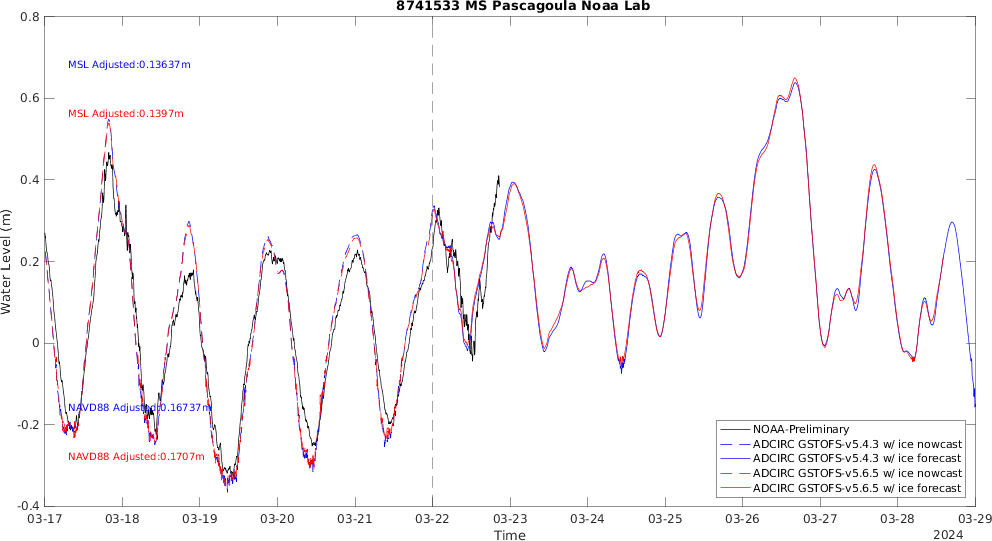 8741533 MS Pascagoula Noaa Lab
0.8
0.6
0.4
0.2
0
-0.2
-0.4
Water Level (m)
MSL Adjusted:0.13637m
MSL Adjusted:0.1397m
NAVD88 Adjusted:0.16737m
NAVD88 Adjusted:0.1707m
NOAA-Preliminary
ADCIRC GSTOFS-v5.4.3 w/ ice nowcast
ADCIRC GSTOFS-v5.4.3 w/ ice forecast
ADCIRC GSTOFS-v5.6.5 w/ ice nowcast
ADCIRC GSTOFS-v5.6.5 w/ ice forecast
03-17 03-18 03-19 03-20 03-21 03-22 03-23 03-24 03-25 03-26 03-27 03-28 03-29
Time
2024